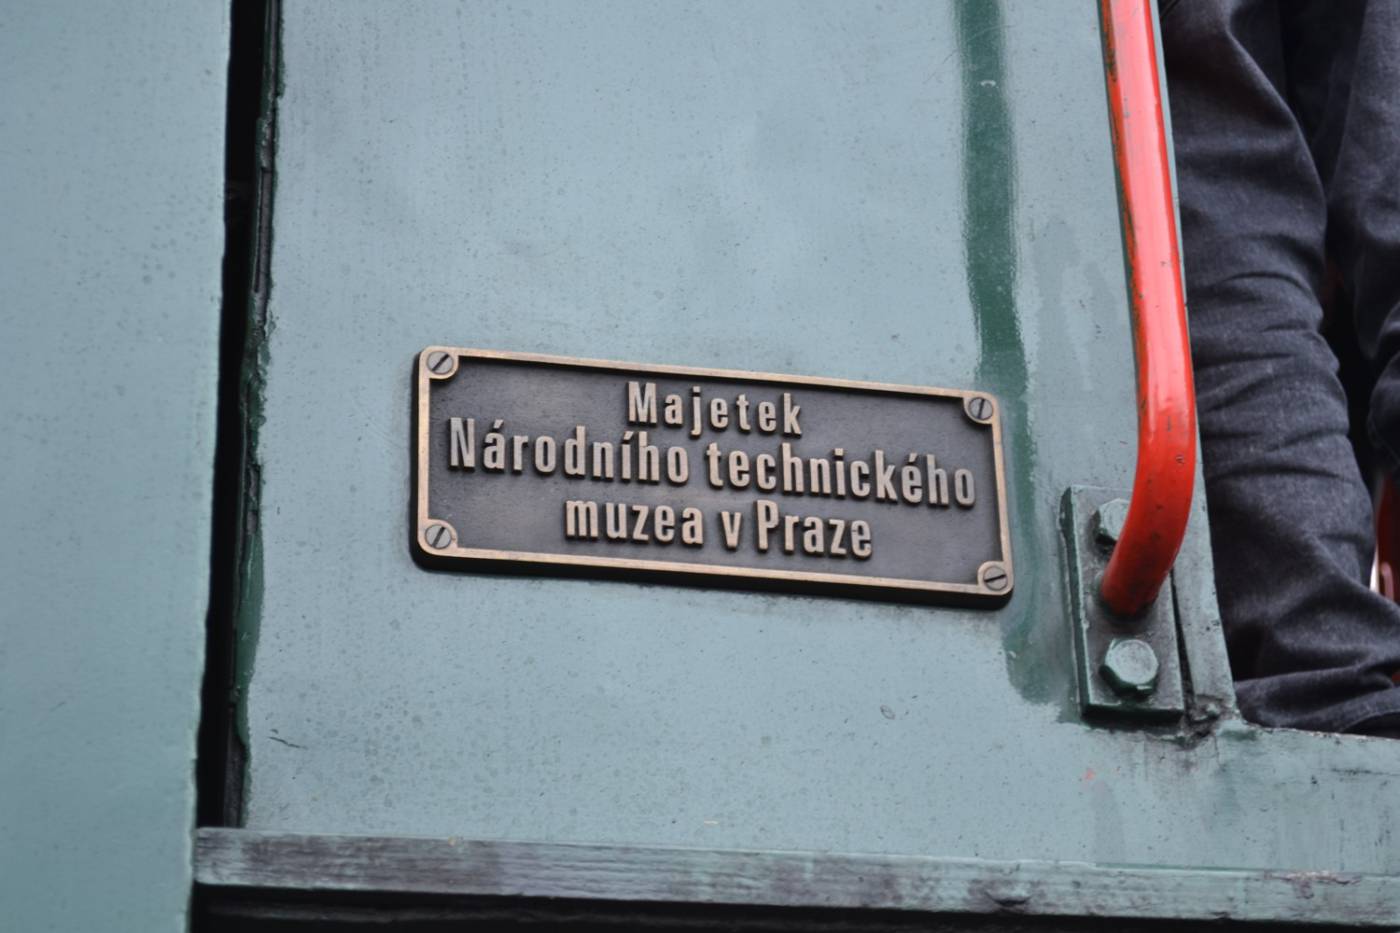 Majetek
Národního technického
muzea v Praze